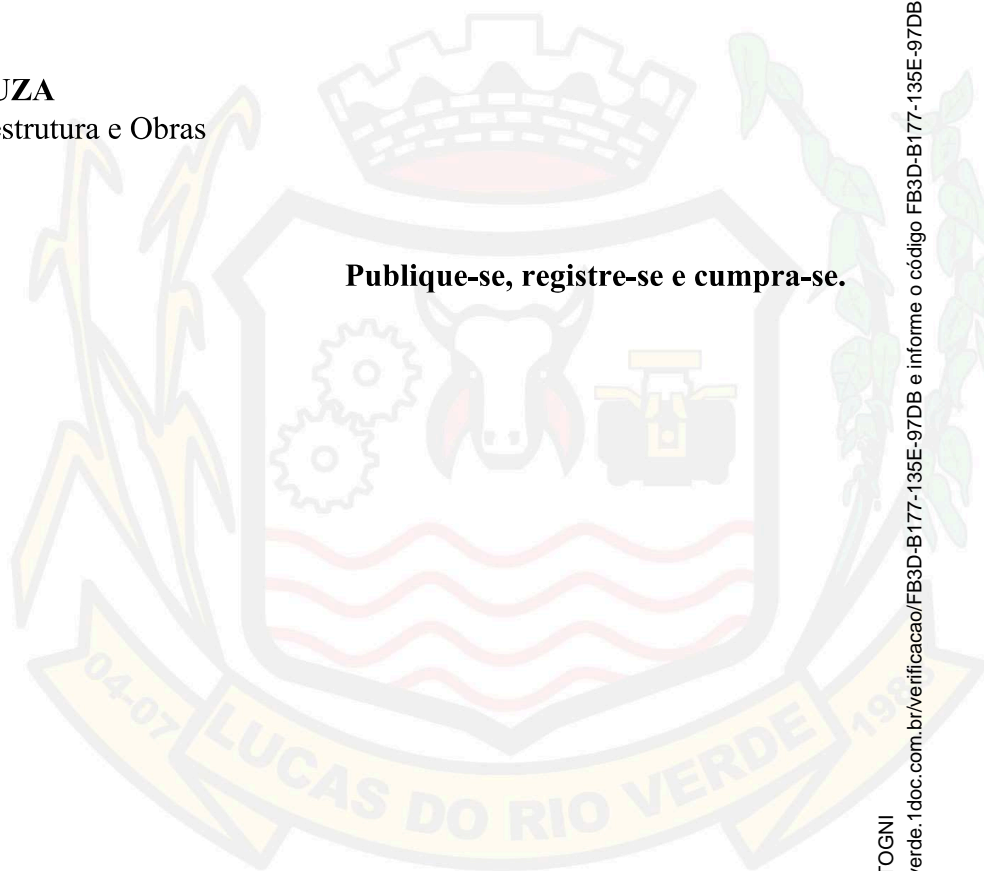 UZA
estrutura e Obras
Publique-se, registre-se e cumpra-se.
04-07
LUCAS DO RIO VERDE
TOGNI
verde.1doc.com.br/verificacao/FB3D-B177-135E-97DB e informe o código FB3D-B177-135E-97DB